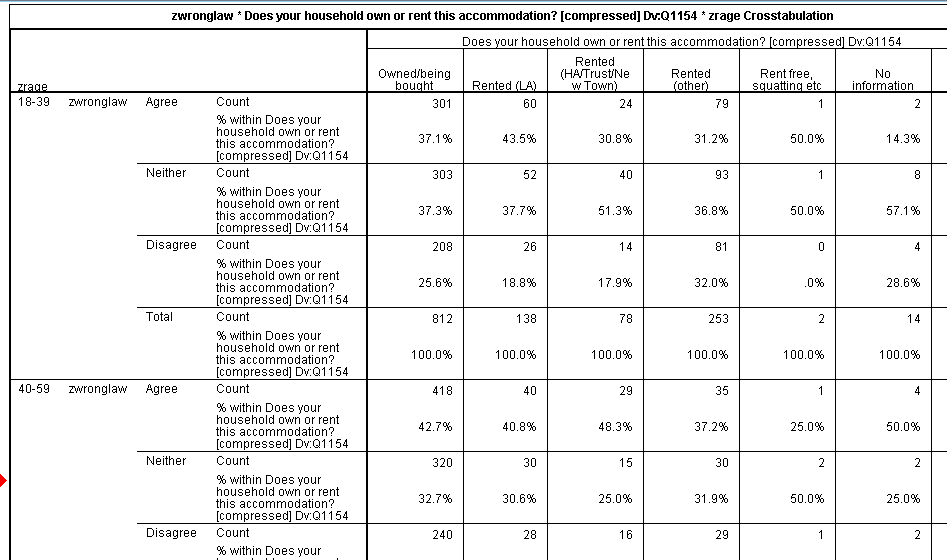 zwronglaw * Does your household own or rent this accommodation? [compressed] Dv:Q1154 * zrage Crosstabulation
Does your household own or rent this accommodation? [compressed] Dv:Q1154
zrage
Owned/being
bought
Rented (LA)
Rented
(HA/Trust/Ne
w Town)
Rented
(other)
Rent free,
squatting etc
No
information
18-39 zwronglaw Agree Count 301 60 24 79 1 2
% within Does your
household own or rent
this accommodation?
[compressed] Dv:Q1154
37.1% 43.5% 30.8% 31.2% 50.0% 14.3%
Neither Count 303 52 40 93 1 8
% within Does your
household own or rent
this accommodation?
[compressed] Dv:Q1154
37.3% 37.7% 51.3% 36.8% 50.0% 57.1%
Disagree Count 208 26 14 81 0 4
% within Does your
household own or rent
this accommodation?
[compressed] Dv:Q1154
25.6% 18.8% 17.9% 32.0% .0% 28.6%
Total Count 812 138 78 253 2 14
% within Does your
household own or rent
this accommodation?
[compressed] Dv:Q1154
100.0% 100.0% 100.0% 100.0% 100.0% 100.0%
40-59 zwronglaw Agree Count 418 40 29 35 1 4
% within Does your
household own or rent
this accommodation?
[compressed] Dv:Q1154
42.7% 40.8% 48.3% 37.2% 25.0% 50.0%
Neither Count 320 30 15 30 2 2
% within Does your
household own or rent
this accommodation?
[compressed] Dv:Q1154
32.7% 30.6% 25.0% 31.9% 50.0% 25.0%
Disagree Count 240 28 16 29 1 2
% within Does your